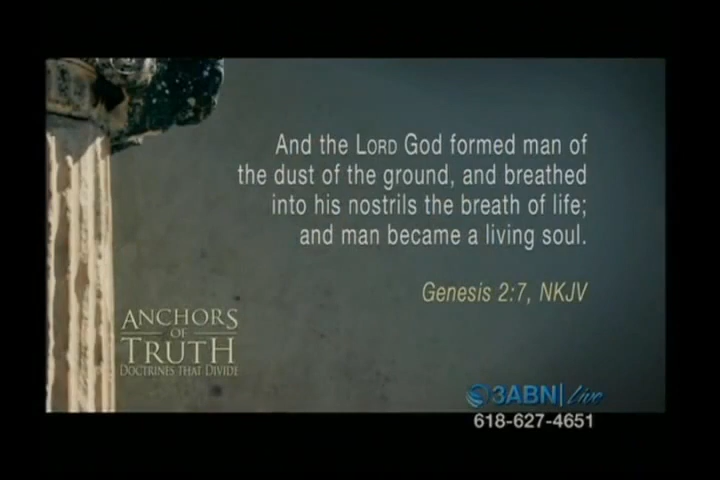 And the LORD God formed man of
the dust of the ground, and breathed
into his nostrils the breath of life;
and man became a living soul.
Genesis 2:7, NKJV
ANCHORS
OF
TRUTH
DOCTRINES THAT DIVIDE
3ABN Live
618-627-4651